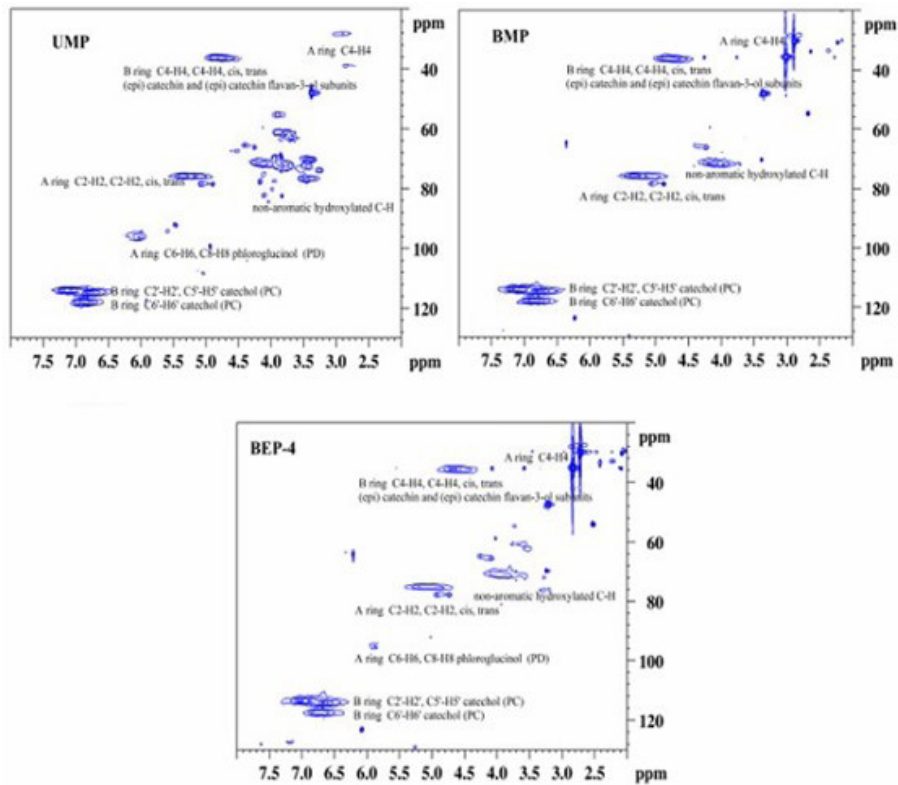 UMP
ppm
A ring C4-H4
B ring C4-H4, C4-H4, cis, trans
(epi) catechin and (epi) catechin flavan-3-ol subunits
40
60
A ring C2-H2, C2-H2, cis, trans
80
non-aromatic hydroxylated C-H
A ring C6-H6, C8-H8 phloroglucinol (PD)
100
B ring C2'-H2', C5'-H5' catechol (PC)
B ring C6'-H6' catechol (PC)
120
7.5 7.0 6.5 6.0 5.5 5.0 4.5 4.0 3.5 3.0 2.5 ppm
BMP
ppm
A ring C4-H4
B ring C4-H4, C4-H4, cis, trans
(epi) catechin and (epi) catechin flavan-3-ol subunits
40
60
non-aromatic hydroxylated C-H
80
A ring C2-H2, C2-H2, cis, trans
100
B ring C2'-H2', C5'-H5' catechol (PC)
B ring C6'-H6' catechol (PC)
120
7.5 7.0 6.5 6.0 5.5 5.0 4.5 4.0 3.5 3.0 2.5 ppm
BEP-4
ppm
A ring C4-H4
B ring C4-H4, C4-H4, cis, trans
(epi) catechin and (epi) catechin flavan-3-ol subunits
40
60
non-aromatic hydroxylated C-H
80
A ring C2-H2, C2-H2, cis, trans
A ring C6-H6, C8-H8 phloroglucinol (PD)
100
B ring C2'-H2', C5'-H5' catechol (PC)
B ring C6'-H6' catechol (PC)
120
7.5 7.0 6.5 6.0 5.5 5.0 4.5 4.0 3.5 3.0 2.5 ppm